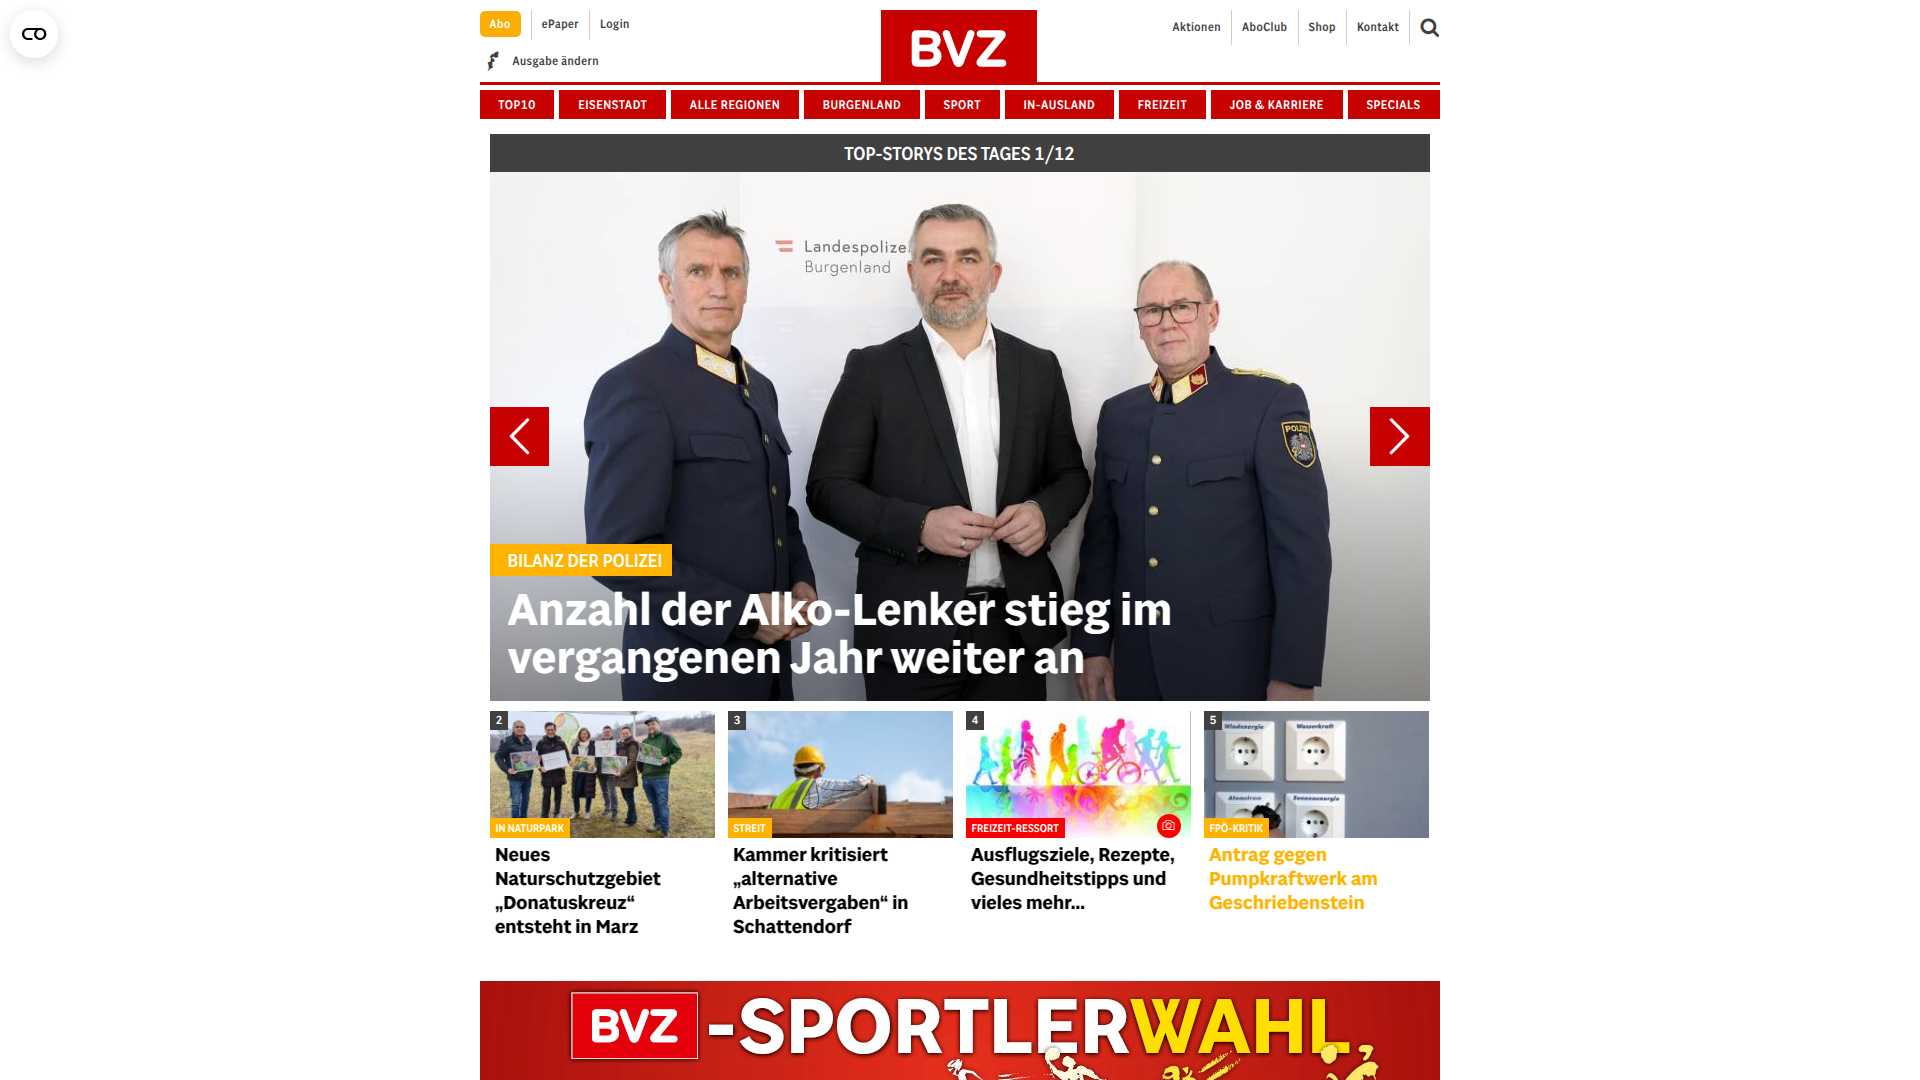 Abo
ePaper
Login
Ausgabe ändern
BVZ
Aktionen
AboClub
Shop
Kontakt
TOP10
EISENSTADT
ALLE REGIONEN
BURGENLAND
SPORT
IN-AUSLAND
FREIZEIT
JOB & KARRIERE
SPECIALS
TOP-STORYS DES TAGES 1/12
Landespolize
Burgenland
POLIZEI
BILANZ DER POLIZEI
Anzahl der Alko-Lenker stieg im
vergangenen Jahr weiter an
2
IN NATURPARK
Neues
Naturschutzgebiet
„Donatuskreuz“
entsteht in Marz
3
STREIT
Kammer kritisiert
„alternative
Arbeitsvergaben“ in
Schattendorf
4
FREIZEIT-RESSORT
Ausflugsziele, Rezepte,
Gesundheitstipps und
vieles mehr...
5
Windenergie
Wasserkraft
Atomstrom
Sonnenenergie
FPÖ-KRITIK
Antrag gegen
Pumpkraftwerk am
Geschriebenstein
BVZ-SPORTLERWAHL